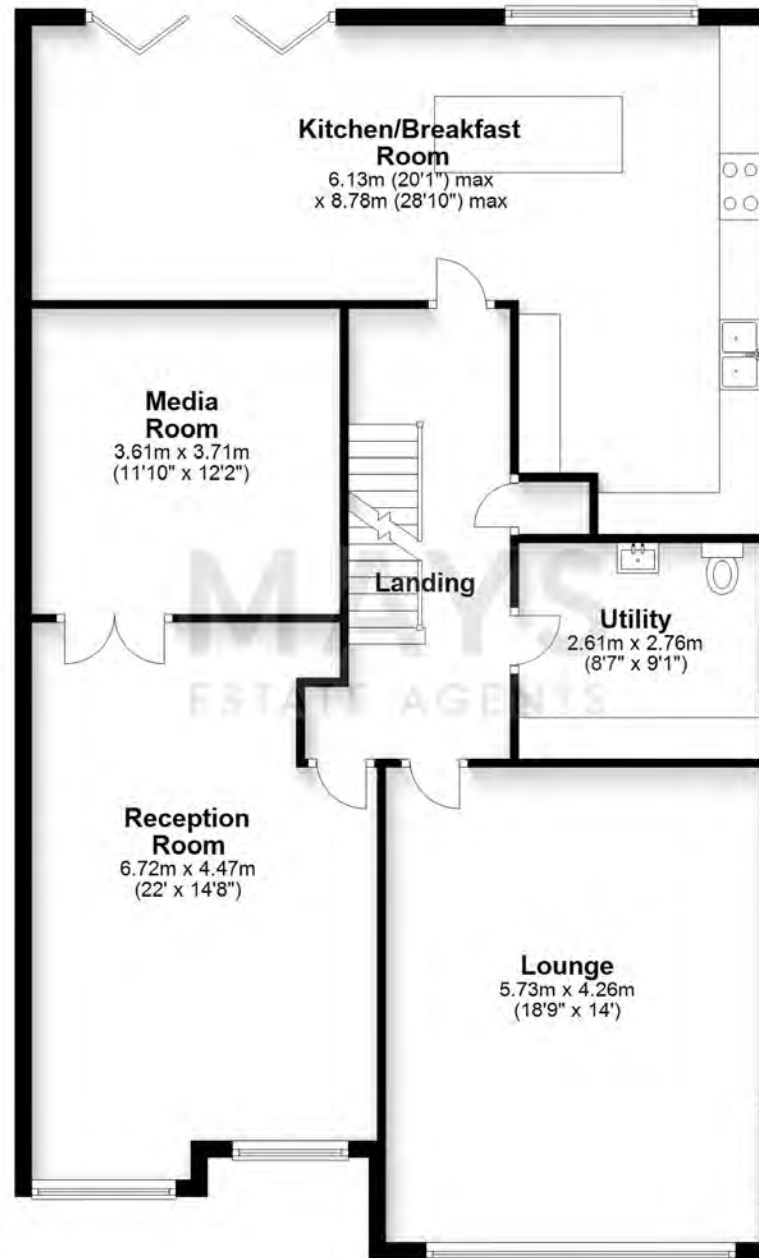 Kitchen/Breakfast
Room
6.13m (20'1") max
x 8.78m (28'10") max
Media
Room
3.61m x 3.71m
(11'10" x 12'2")
Landing
Utility
2.61m x 2.76m
(8'7" x 9'1")
MAYS
ESTATE AGENTS
Reception
Room
6.72m x 4.47m
(22' x 14'8")
Lounge
5.73m x 4.26m
(18'9" x 14')